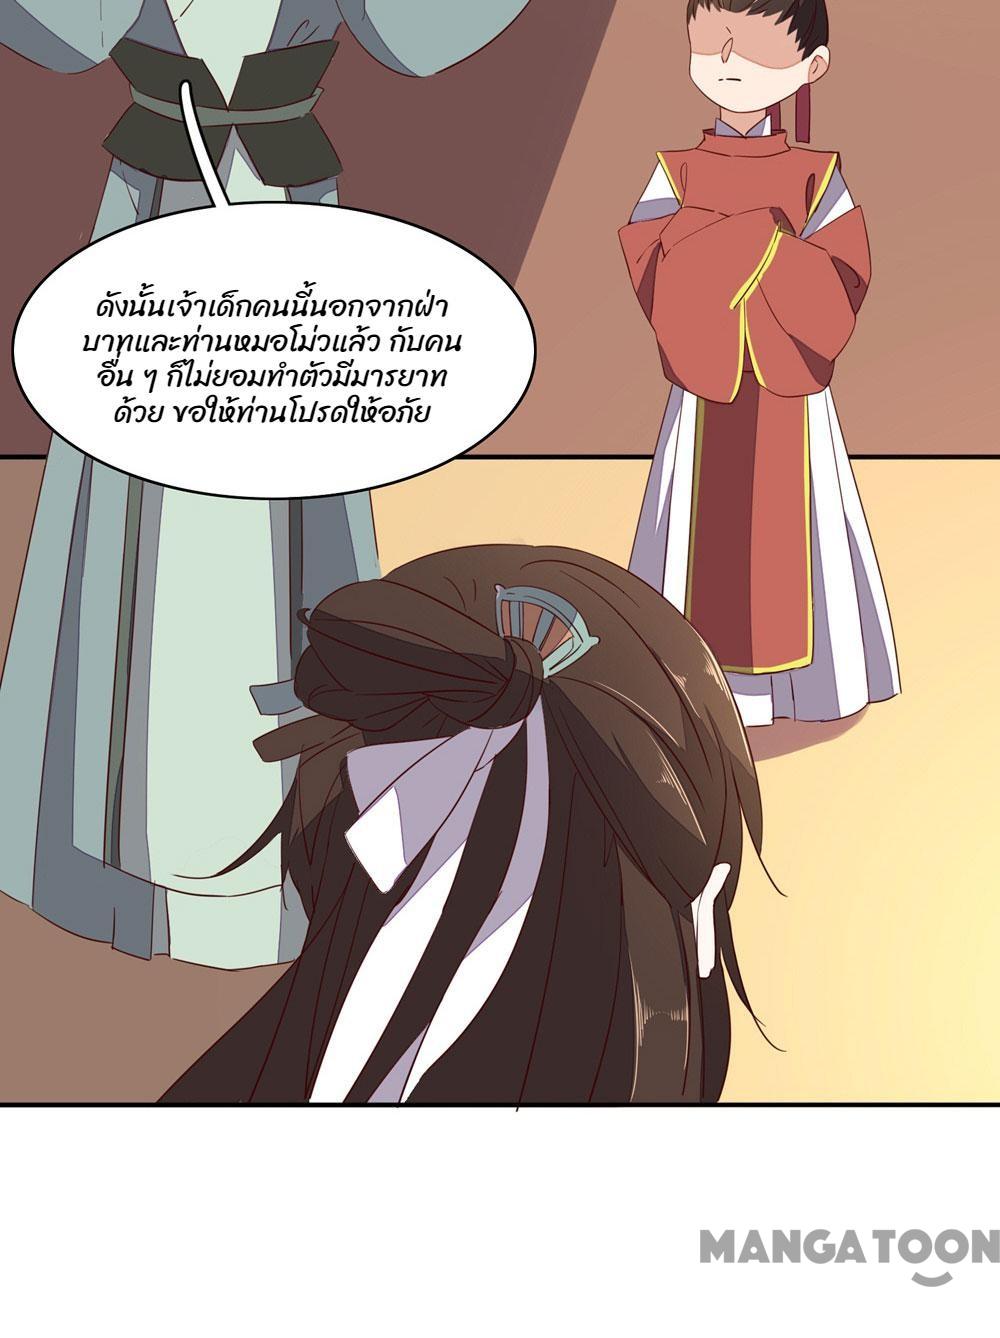 ดังนั้นเจ้าเด็กคนนี้นอกจากฝ่า
บาทและท่านหมอโม่วแล้ว กับคน
อื่น ๆ ก็ไม่ยอมทำตัวมีมารยาท
ด้วย ขอให้ท่านโปรดให้อภัย
MANGATOON